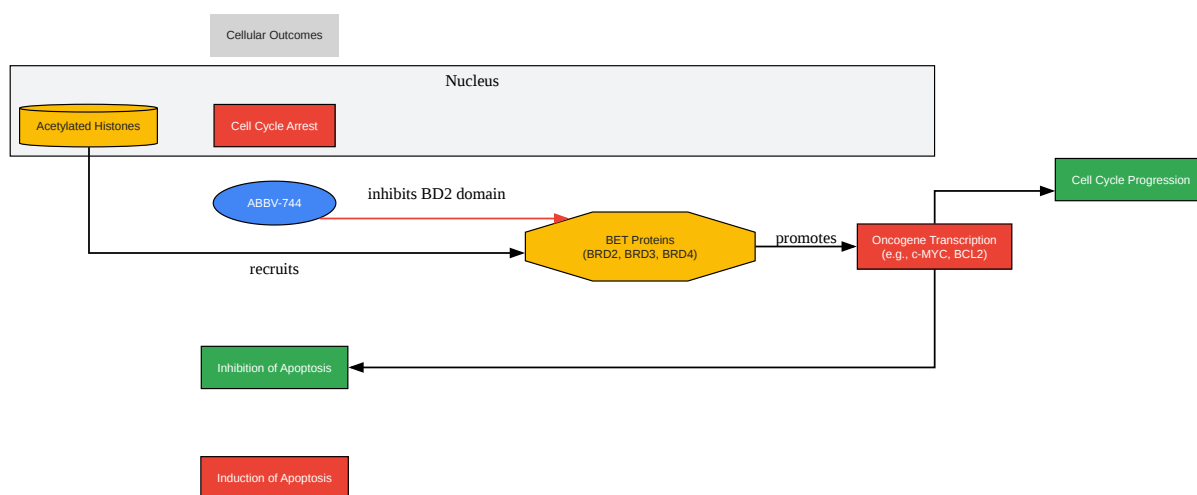 Cellular Outcomes
Nucleus
Acetylated Histones
Cell Cycle Arrest
Cell Cycle Progression
ABBV-744
inhibits BD2 domain
BET Proteins
(BRD2, BRD3, BRD4)
promotes
Oncogene Transcription
(e.g., c-MYC, BCL2)
recruits
Inhibition of Apoptosis
Induction of Apoptosis